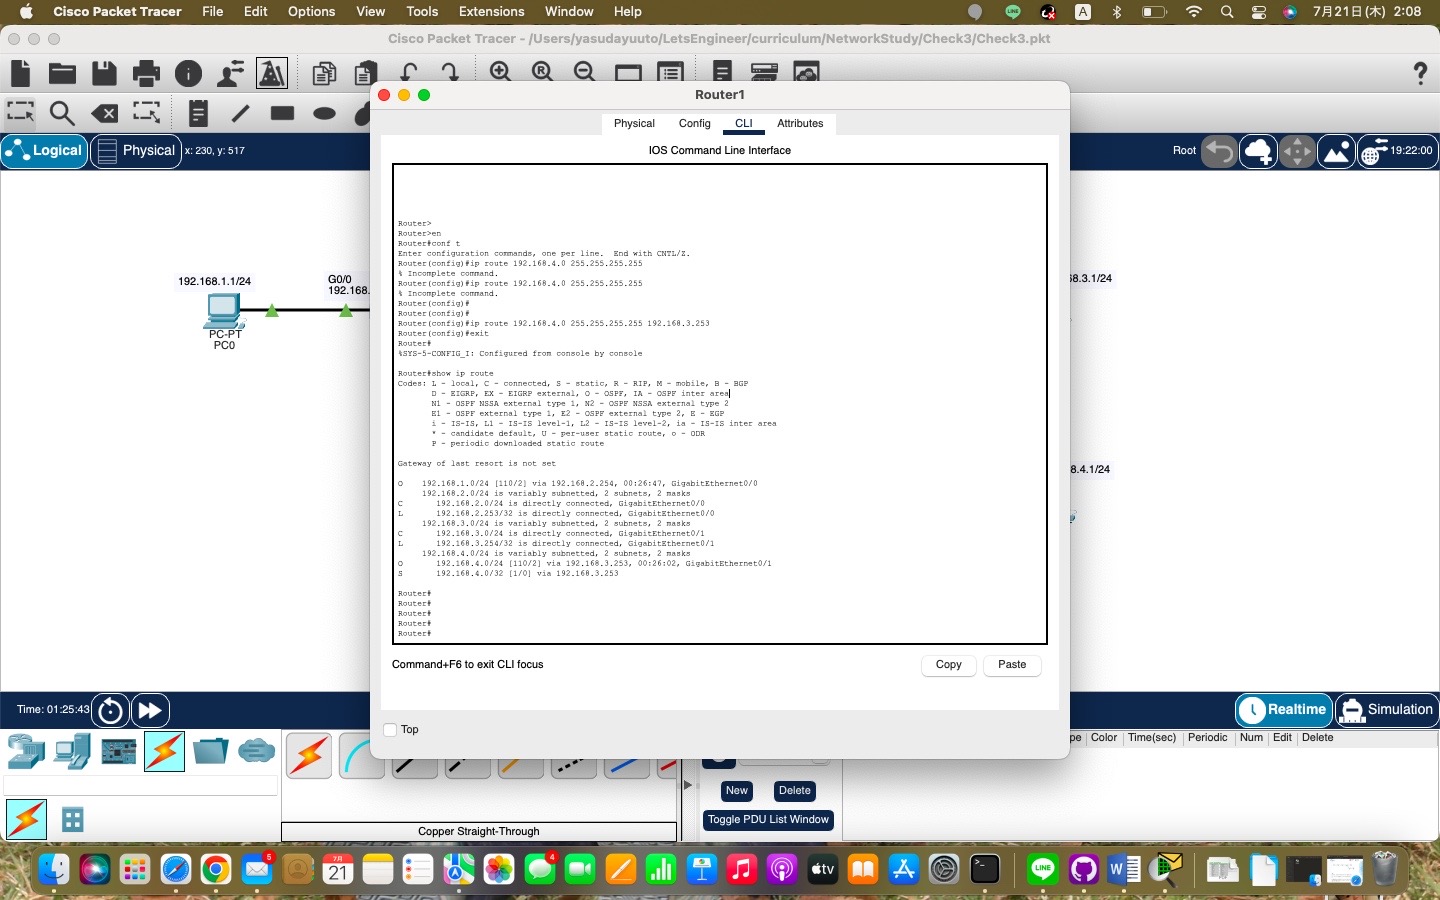 Cisco Packet Tracer File Edit Options View Tools Extensions Window Help A 7月21日(木) 2:08
Cisco Packet Tracer - /Users/yasudayuuto/LetsEngineer/curriculum/NetworkStudy/Check3/Check3.pkt
Router1
Physical Config CLI Attributes
Logical Physical x: 230, y: 517
Root 19:22:00
IOS Command Line Interface
192.168.1.1/24
G0/0
192.168.
PC-PT
PC0
8.3.1/24
8.4.1/24
Router>
Router>en
Router#conf t
Enter configuration commands, one per line.  End with CNTL/Z.
Router(config)#ip route 192.168.4.0 255.255.255.255
% Incomplete command.
Router(config)#ip route 192.168.4.0 255.255.255.255
% Incomplete command.
Router(config)#
Router(config)#
Router(config)#ip route 192.168.4.0 255.255.255.255 192.168.3.253
Router(config)#exit
Router#
%SYS-5-CONFIG_I: Configured from console by console
Router#show ip route
Codes: L - local, C - connected, S - static, R - RIP, M - mobile, B - BGP
D - EIGRP, EX - EIGRP external, O - OSPF, IA - OSPF inter area
N1 - OSPF NSSA external type 1, N2 - OSPF NSSA external type 2
E1 - OSPF external type 1, E2 - OSPF external type 2, E - EGP
i - IS-IS, L1 - IS-IS level-1, L2 - IS-IS level-2, ia - IS-IS inter area
* - candidate default, U - per-user static route, o - ODR
P - periodic downloaded static route
Gateway of last resort is not set
O 192.168.1.0/24 [110/2] via 192.168.2.254, 00:26:47, GigabitEthernet0/0
192.168.2.0/24 is variably subnetted, 2 subnets, 2 masks
C 192.168.2.0/24 is directly connected, GigabitEthernet0/0
L 192.168.2.253/32 is directly connected, GigabitEthernet0/0
192.168.3.0/24 is variably subnetted, 2 subnets, 2 masks
C 192.168.3.0/24 is directly connected, GigabitEthernet0/1
L 192.168.3.254/32 is directly connected, GigabitEthernet0/1
192.168.4.0/24 is variably subnetted, 2 subnets, 2 masks
O 192.168.4.0/24 [110/2] via 192.168.3.253, 00:26:02, GigabitEthernet0/1
S 192.168.4.0/32 [1/0] via 192.168.3.253
Router#
Router#
Router#
Router#
Router#
Command+F6 to exit CLI focus
Copy Paste
Top
Time: 01:25:43
Realtime Simulation
pe Color Time(sec) Periodic Num Edit Delete
New Delete
Toggle PDU List Window
Copper Straight-Through
5
7月
21
4
tv
LINE
W